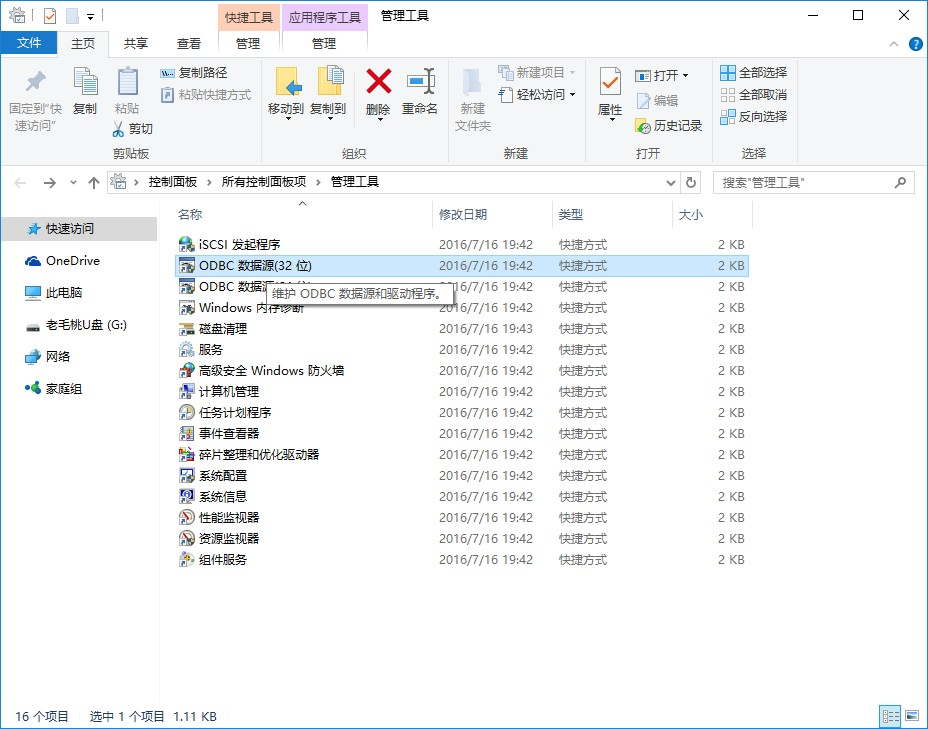 快捷工具 应用程序工具 管理工具
文件 主页 共享 查看 管理 管理
固定到“快速访问”
复制
粘贴
复制路径
粘贴快捷方式
剪切
剪贴板
移动到 复制到 删除 重命名
组织
新建文件夹
新建项目
轻松访问
新建
属性
打开
编辑
历史记录
打开
全部选择
全部取消
反向选择
选择
控制面板 所有控制面板项 管理工具
搜索"管理工具"
快速访问
OneDrive
此电脑
老毛桃U盘 (G:)
网络
家庭组
名称 修改日期 类型 大小
iSCSI 发起程序 2016/7/16 19:42 快捷方式 2 KB
ODBC 数据源(32 位) 2016/7/16 19:42 快捷方式 2 KB
ODBC 数据 2016/7/16 19:42 快捷方式 2 KB
维护 ODBC 数据源和驱动程序。
Windows 内存诊断 2016/7/16 19:42 快捷方式 2 KB
磁盘清理 2016/7/16 19:43 快捷方式 2 KB
服务 2016/7/16 19:42 快捷方式 2 KB
高级安全 Windows 防火墙 2016/7/16 19:42 快捷方式 2 KB
计算机管理 2016/7/16 19:42 快捷方式 2 KB
任务计划程序 2016/7/16 19:42 快捷方式 2 KB
事件查看器 2016/7/16 19:42 快捷方式 2 KB
碎片整理和优化驱动器 2016/7/16 19:42 快捷方式 2 KB
系统配置 2016/7/16 19:42 快捷方式 2 KB
系统信息 2016/7/16 19:42 快捷方式 2 KB
性能监视器 2016/7/16 19:42 快捷方式 2 KB
资源监视器 2016/7/16 19:42 快捷方式 2 KB
组件服务 2016/7/16 19:42 快捷方式 2 KB
16 个项目 选中 1 个项目 1.11 KB